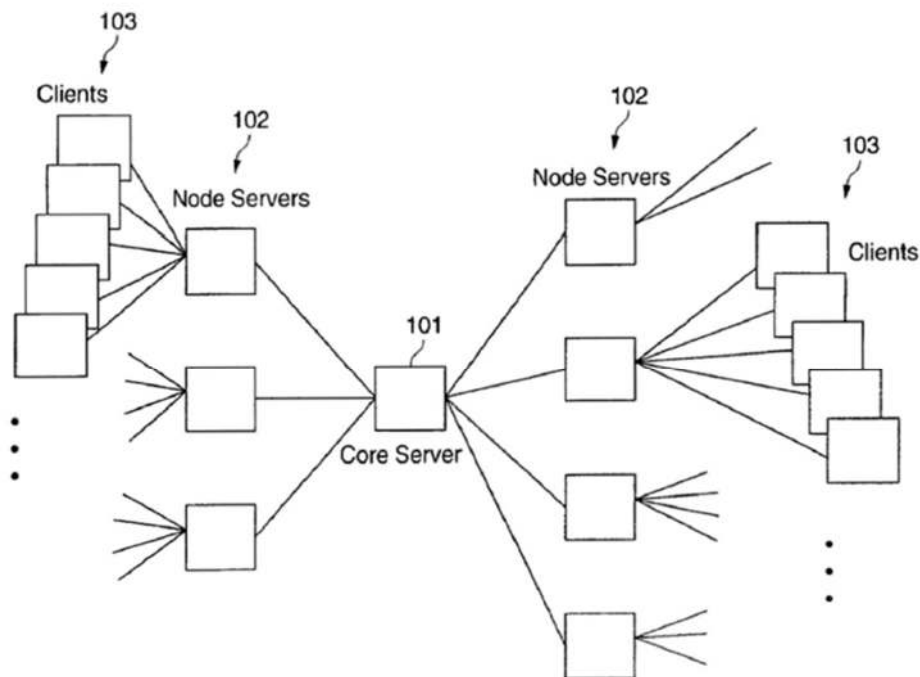 103
Clients
102
Node Servers
102
Node Servers
103
Clients
101
Core Server